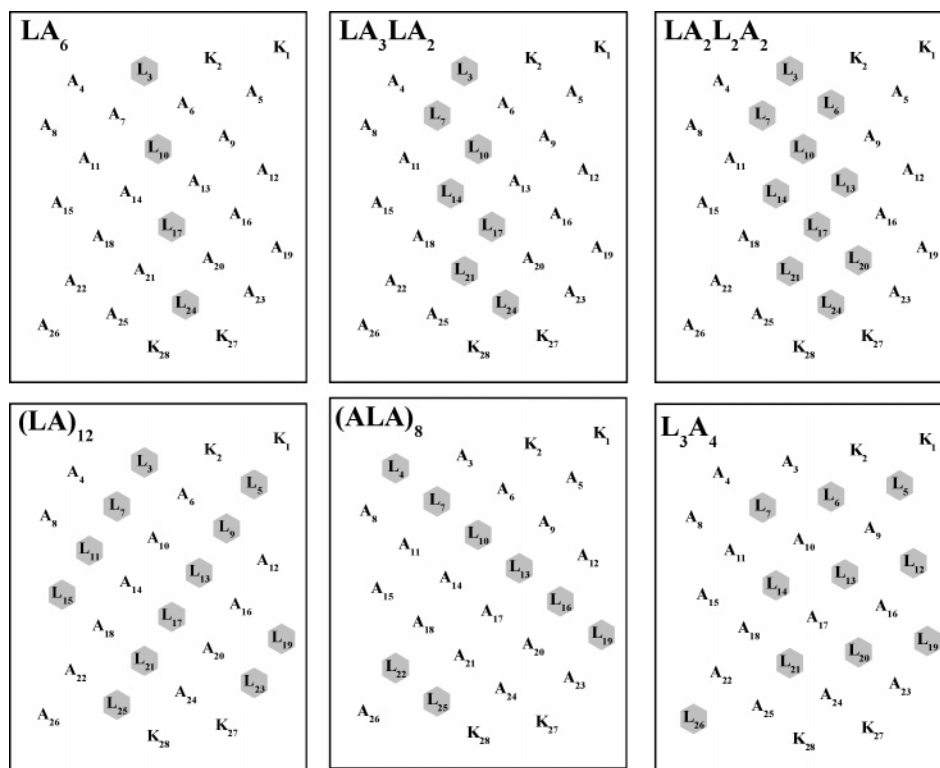 LA₆
K₁
K₂
L₃
A₄
A₅
A₆
A₇
A₈
A₉
L₁₀
A₁₁
A₁₂
A₁₃
A₁₄
A₁₅
A₁₆
L₁₇
A₁₈
A₁₉
A₂₀
A₂₁
A₂₂
A₂₃
L₂₄
A₂₅
A₂₆
K₂₇
K₂₈
LA₃LA₂
K₁
K₂
L₃
A₄
A₅
A₆
L₇
A₈
A₉
L₁₀
A₁₁
A₁₂
A₁₃
L₁₄
A₁₅
A₁₆
L₁₇
A₁₈
A₁₉
A₂₀
L₂₁
A₂₂
A₂₃
L₂₄
A₂₅
A₂₆
K₂₇
K₂₈
LA₂L₂A₂
K₁
K₂
L₃
A₄
A₅
L₆
L₇
A₈
A₉
L₁₀
A₁₁
A₁₂
L₁₃
L₁₄
A₁₅
A₁₆
L₁₇
A₁₈
A₁₉
L₂₀
L₂₁
A₂₂
A₂₃
L₂₄
A₂₅
A₂₆
K₂₇
K₂₈
(LA)₁₂
K₁
K₂
L₃
A₄
L₅
A₆
L₇
A₈
L₉
A₁₀
L₁₁
A₁₂
L₁₃
A₁₄
L₁₅
A₁₆
L₁₇
A₁₈
L₁₉
A₂₀
L₂₁
A₂₂
L₂₃
A₂₄
L₂₅
A₂₆
K₂₇
K₂₈
(ALA)₈
K₁
K₂
A₃
L₄
A₅
A₆
L₇
A₈
A₉
L₁₀
A₁₁
A₁₂
L₁₃
A₁₄
A₁₅
L₁₆
A₁₇
A₁₈
L₁₉
A₂₀
A₂₁
L₂₂
A₂₃
A₂₄
L₂₅
A₂₆
K₂₇
K₂₈
L₃A₄
K₁
K₂
A₃
A₄
L₅
L₆
L₇
A₈
A₉
A₁₀
A₁₁
L₁₂
L₁₃
L₁₄
A₁₅
A₁₆
A₁₇
A₁₈
L₁₉
L₂₀
L₂₁
A₂₂
A₂₃
A₂₄
A₂₅
L₂₆
K₂₇
K₂₈